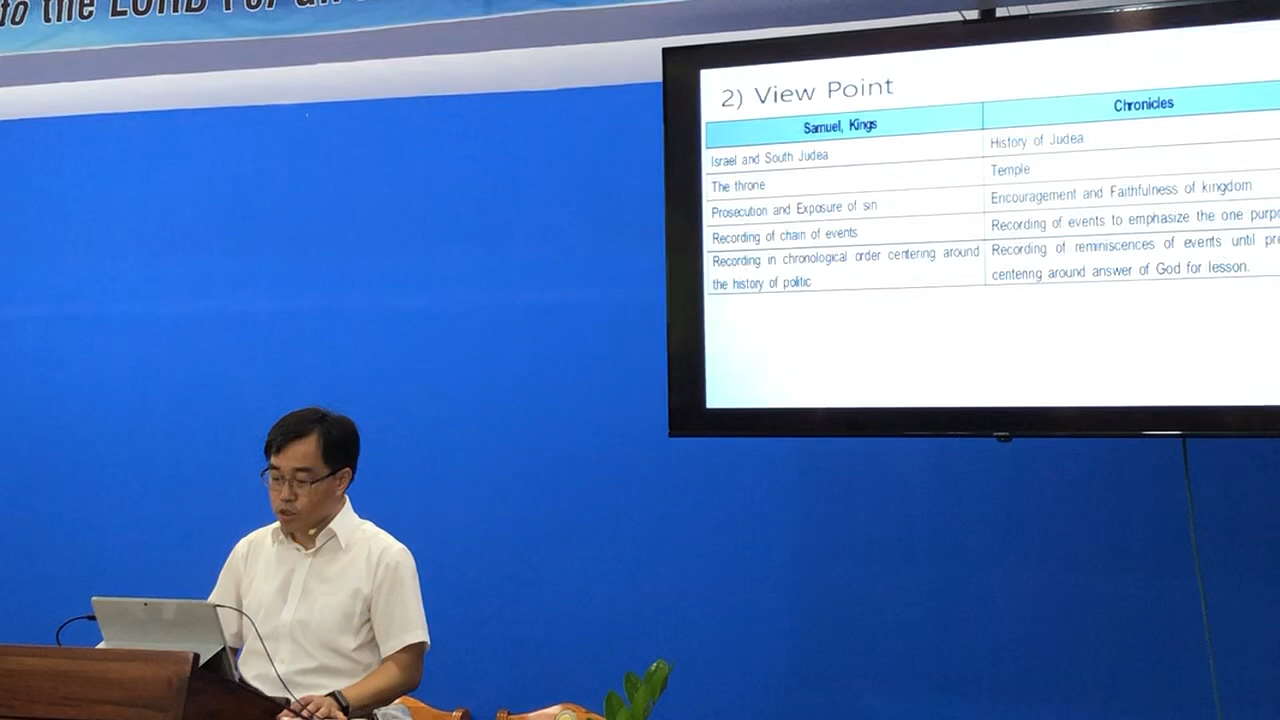 to the LORD For
2) View Point
Samuel, Kings
Chronicles
Israel and South Judea
History of Judea
The throne
Temple
Prosecution and Exposure of sin
Encouragement and Faithfulness of kingdom
Recording of chain of events
Recording of events to emphasize the one
Recording in chronological order centering around
the history of politic
Recording of reminiscences of events until
centering around answer of God for lesson.